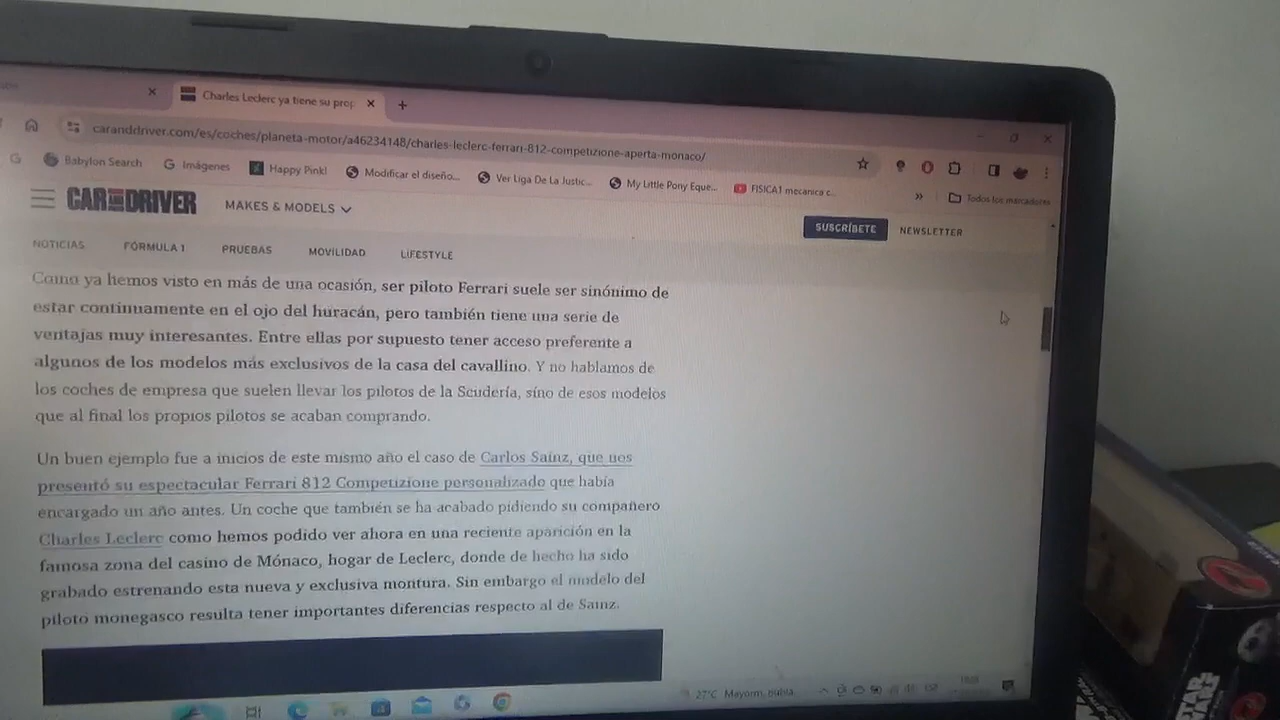 Charles Leclerc ya tiene su prop
caranddriver.com/es/coches/planeta-motor/a46234148/charles-leclerc-ferrari-812-competizione-aperta-monaco/
Babylon Search Imágenes Happy Pink! Modificar el diseño... Ver Liga De La Justic... My Little Pony Eque... FISICA1 mecanica c... » Todos los marcadores
CAR AND DRIVER MAKES & MODELS SUSCRÍBETE NEWSLETTER
NOTICIAS FÓRMULA 1 PRUEBAS MOVILIDAD LIFESTYLE
Como ya hemos visto en más de una ocasión, ser piloto Ferrari suele ser sinónimo de
estar continuamente en el ojo del huracán, pero también tiene una serie de
ventajas muy interesantes. Entre ellas por supuesto tener acceso preferente a
algunos de los modelos más exclusivos de la casa del cavallino. Y no hablamos de
los coches de empresa que suelen llevar los pilotos de la Scudería, sino de esos modelos
que al final los propios pilotos se acaban comprando.
Un buen ejemplo fue a inicios de este mismo año el caso de Carlos Sainz, que nos
presentó su espectacular Ferrari 812 Competizione personalizado que había
encargado un año antes. Un coche que también se ha acabado pidiendo su compañero
Charles Leclerc como hemos podido ver ahora en una reciente aparición en la
famosa zona del casino de Mónaco, hogar de Leclerc, donde de hecho ha sido
grabado estrenando esta nueva y exclusiva montura. Sin embargo el modelo del
piloto monegasco resulta tener importantes diferencias respecto al de Sainz.
27°C Mayorm. nubla. ESP
STAR WARS